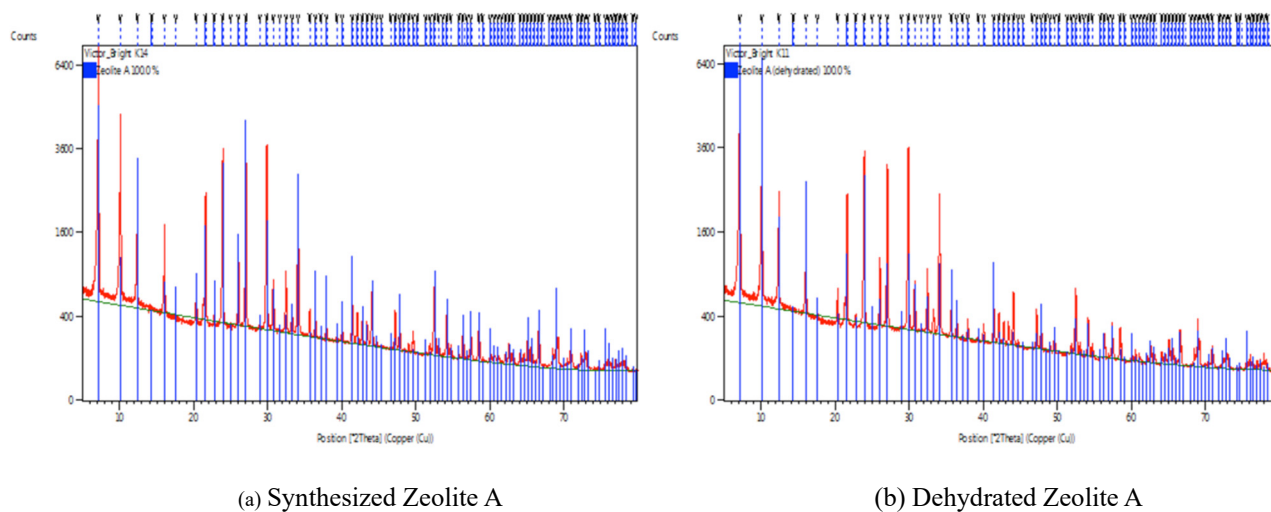 Counts
Victor_Bright K14
Zeolite A 100.0 %
6400
3600
1600
400
0
10 20 30 40 50 60 70
Position [°2Theta] (Copper (Cu))
(a) Synthesized Zeolite A
Counts
Victor_Bright K11
Zeolite A (dehydrated) 100.0 %
6400
3600
1600
400
0
10 20 30 40 50 60 70
Position [°2Theta] (Copper (Cu))
(b) Dehydrated Zeolite A